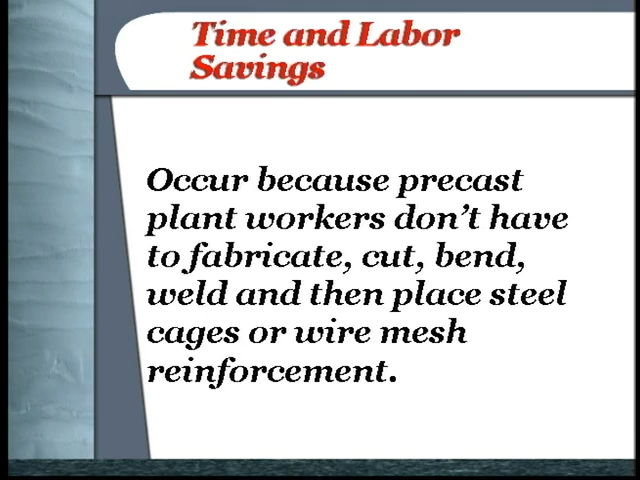 Time and Labor
Savings
Occur because precast
plant workers don't have
to fabricate, cut, bend,
weld and then place steel
cages or wire mesh
reinforcement.